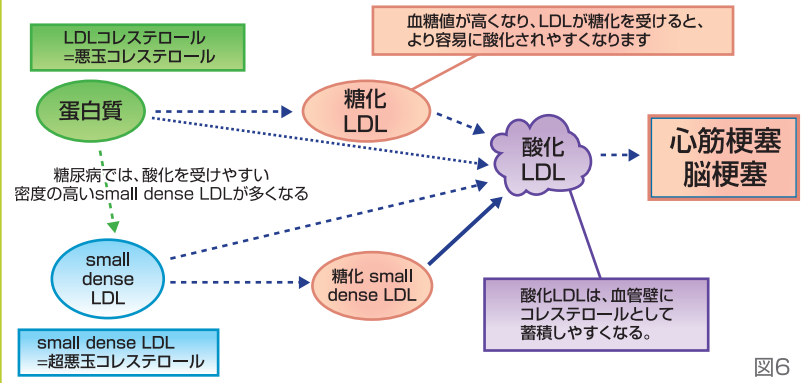 LDLコレステロール
=悪玉コレステロール
血糖値が高くなり、LDLが糖化を受けると、
より容易に酸化されやすくなります
蛋白質
糖化
LDL
酸化
LDL
心筋梗塞
脳梗塞
糖尿病では、酸化を受けやすい
密度の高いsmall dense LDLが多くなる
small
dense
LDL
糖化 small
dense LDL
酸化LDLは、血管壁に
コレステロールとして
蓄積しやすくなる。
small dense LDL
=超悪玉コレステロール
図6